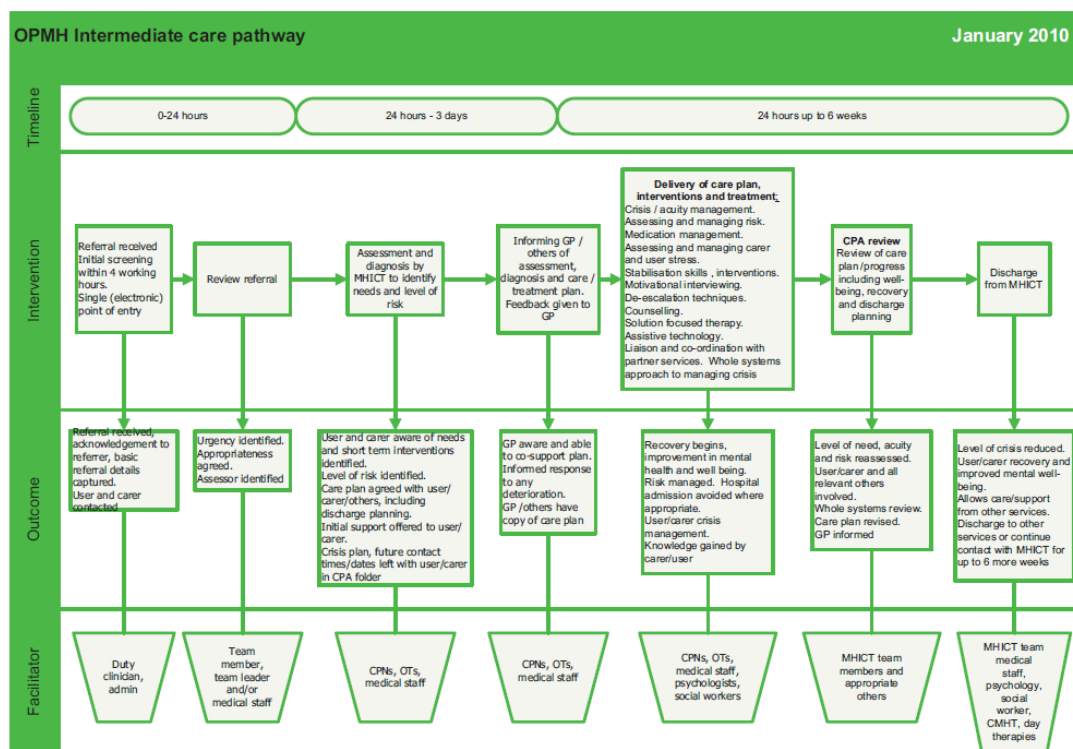 OPMH Intermediate care pathway
January 2010
Timeline
0-24 hours
24 hours - 3 days
24 hours up to 6 weeks
Intervention
Referral received
Initial screening
within 4 working
hours.
Single (electronic)
point of entry
Review referral
Assessment and
diagnosis by
MHICT to identify
needs and level of
risk
Informing GP /
others of
assessment,
diagnosis and care /
treatment plan.
Feedback given to
GP
Delivery of care plan,
interventions and treatment:
Crisis / acuity management.
Assessing and managing risk.
Medication management.
Assessing and managing carer
and user stress.
Stabilisation skills , interventions.
Motivational interviewing.
De-escalation techniques.
Counselling.
Solution focused therapy.
Assistive technology.
Liaison and co-ordination with
partner services. Whole systems
approach to managing crisis
CPA review
Review of care
plan/progress
including well-
being, recovery
and discharge
planning
Discharge
from MHICT
Outcome
Referral received,
acknowledgement to
referrer, basic
referral details
captured.
User and carer
contacted
Urgency identified.
Appropriateness
agreed.
Assessor identified
User and carer aware of needs
and short term interventions
identified.
Level of risk identified.
Care plan agreed with user/
carer/others, including
discharge planning.
Initial support offered to user/
carer.
Crisis plan, future contact
times/dates left with user/carer
in CPA folder
GP aware and able
to co-support plan.
Informed response
to any
deterioration.
GP /others have
copy of care plan
Recovery begins,
improvement in mental
health and well being.
Risk managed. Hospital
admission avoided where
appropriate.
User/carer crisis
management.
Knowledge gained by
carer/user
Level of need, acuity
and risk reassessed.
User/carer and all
relevant others
involved.
Whole systems review.
Care plan revised.
GP informed
Level of crisis reduced.
User/carer recovery and
improved mental well-
being.
Allows care/support
from other services.
Discharge to other
services or continue
contact with MHICT for
up to 6 more weeks
Facilitator
Duty
clinidan,
admin
Team
member,
team leader
and/or
medical staff
CPNs, OTs,
medical staff
CPNs, OTs,
medical staff
CPNs, OTs,
medical staff,
psychologists,
social workers
MHICT team
members and
appropriate
others
MHICT team
medical
staff,
psychology,
social
worker,
CMHT, day
therapies